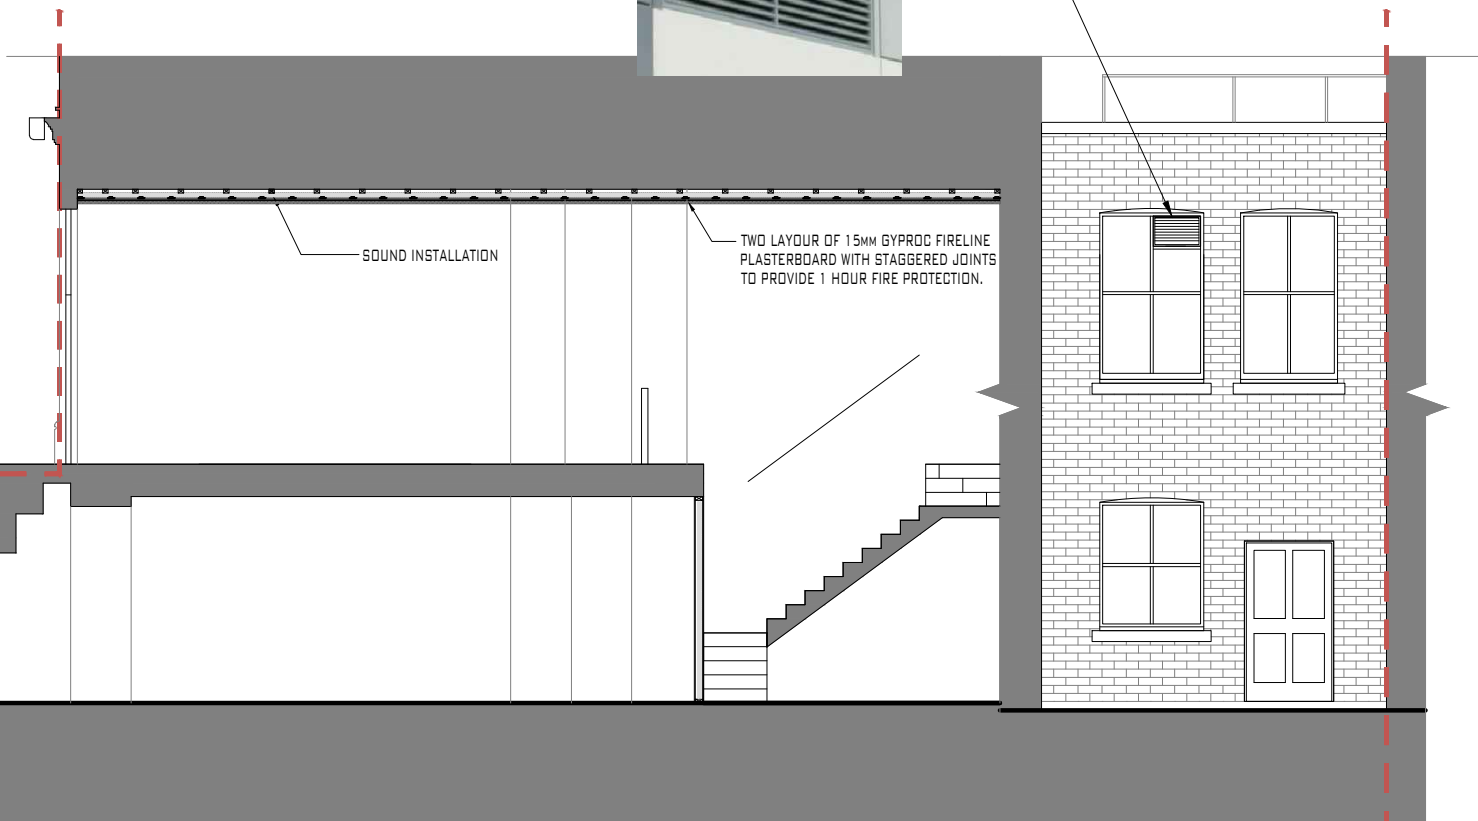 SOUND INSTALLATION
TWO LAYOUR OF 15MM GYPROC FIRELINE
PLASTERBOARD WITH STAGGERED JOINTS
TO PROVIDE 1 HOUR FIRE PROTECTION.